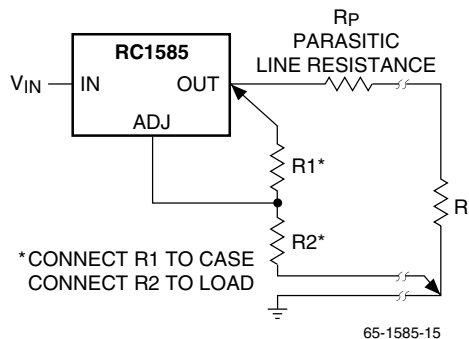 RP
PARASITIC
LINE RESISTANCE
RC1585
VIN
IN
OUT
ADJ
R1*
R
R2*
*CONNECT R1 TO CASE
CONNECT R2 TO LOAD
65-1585-15